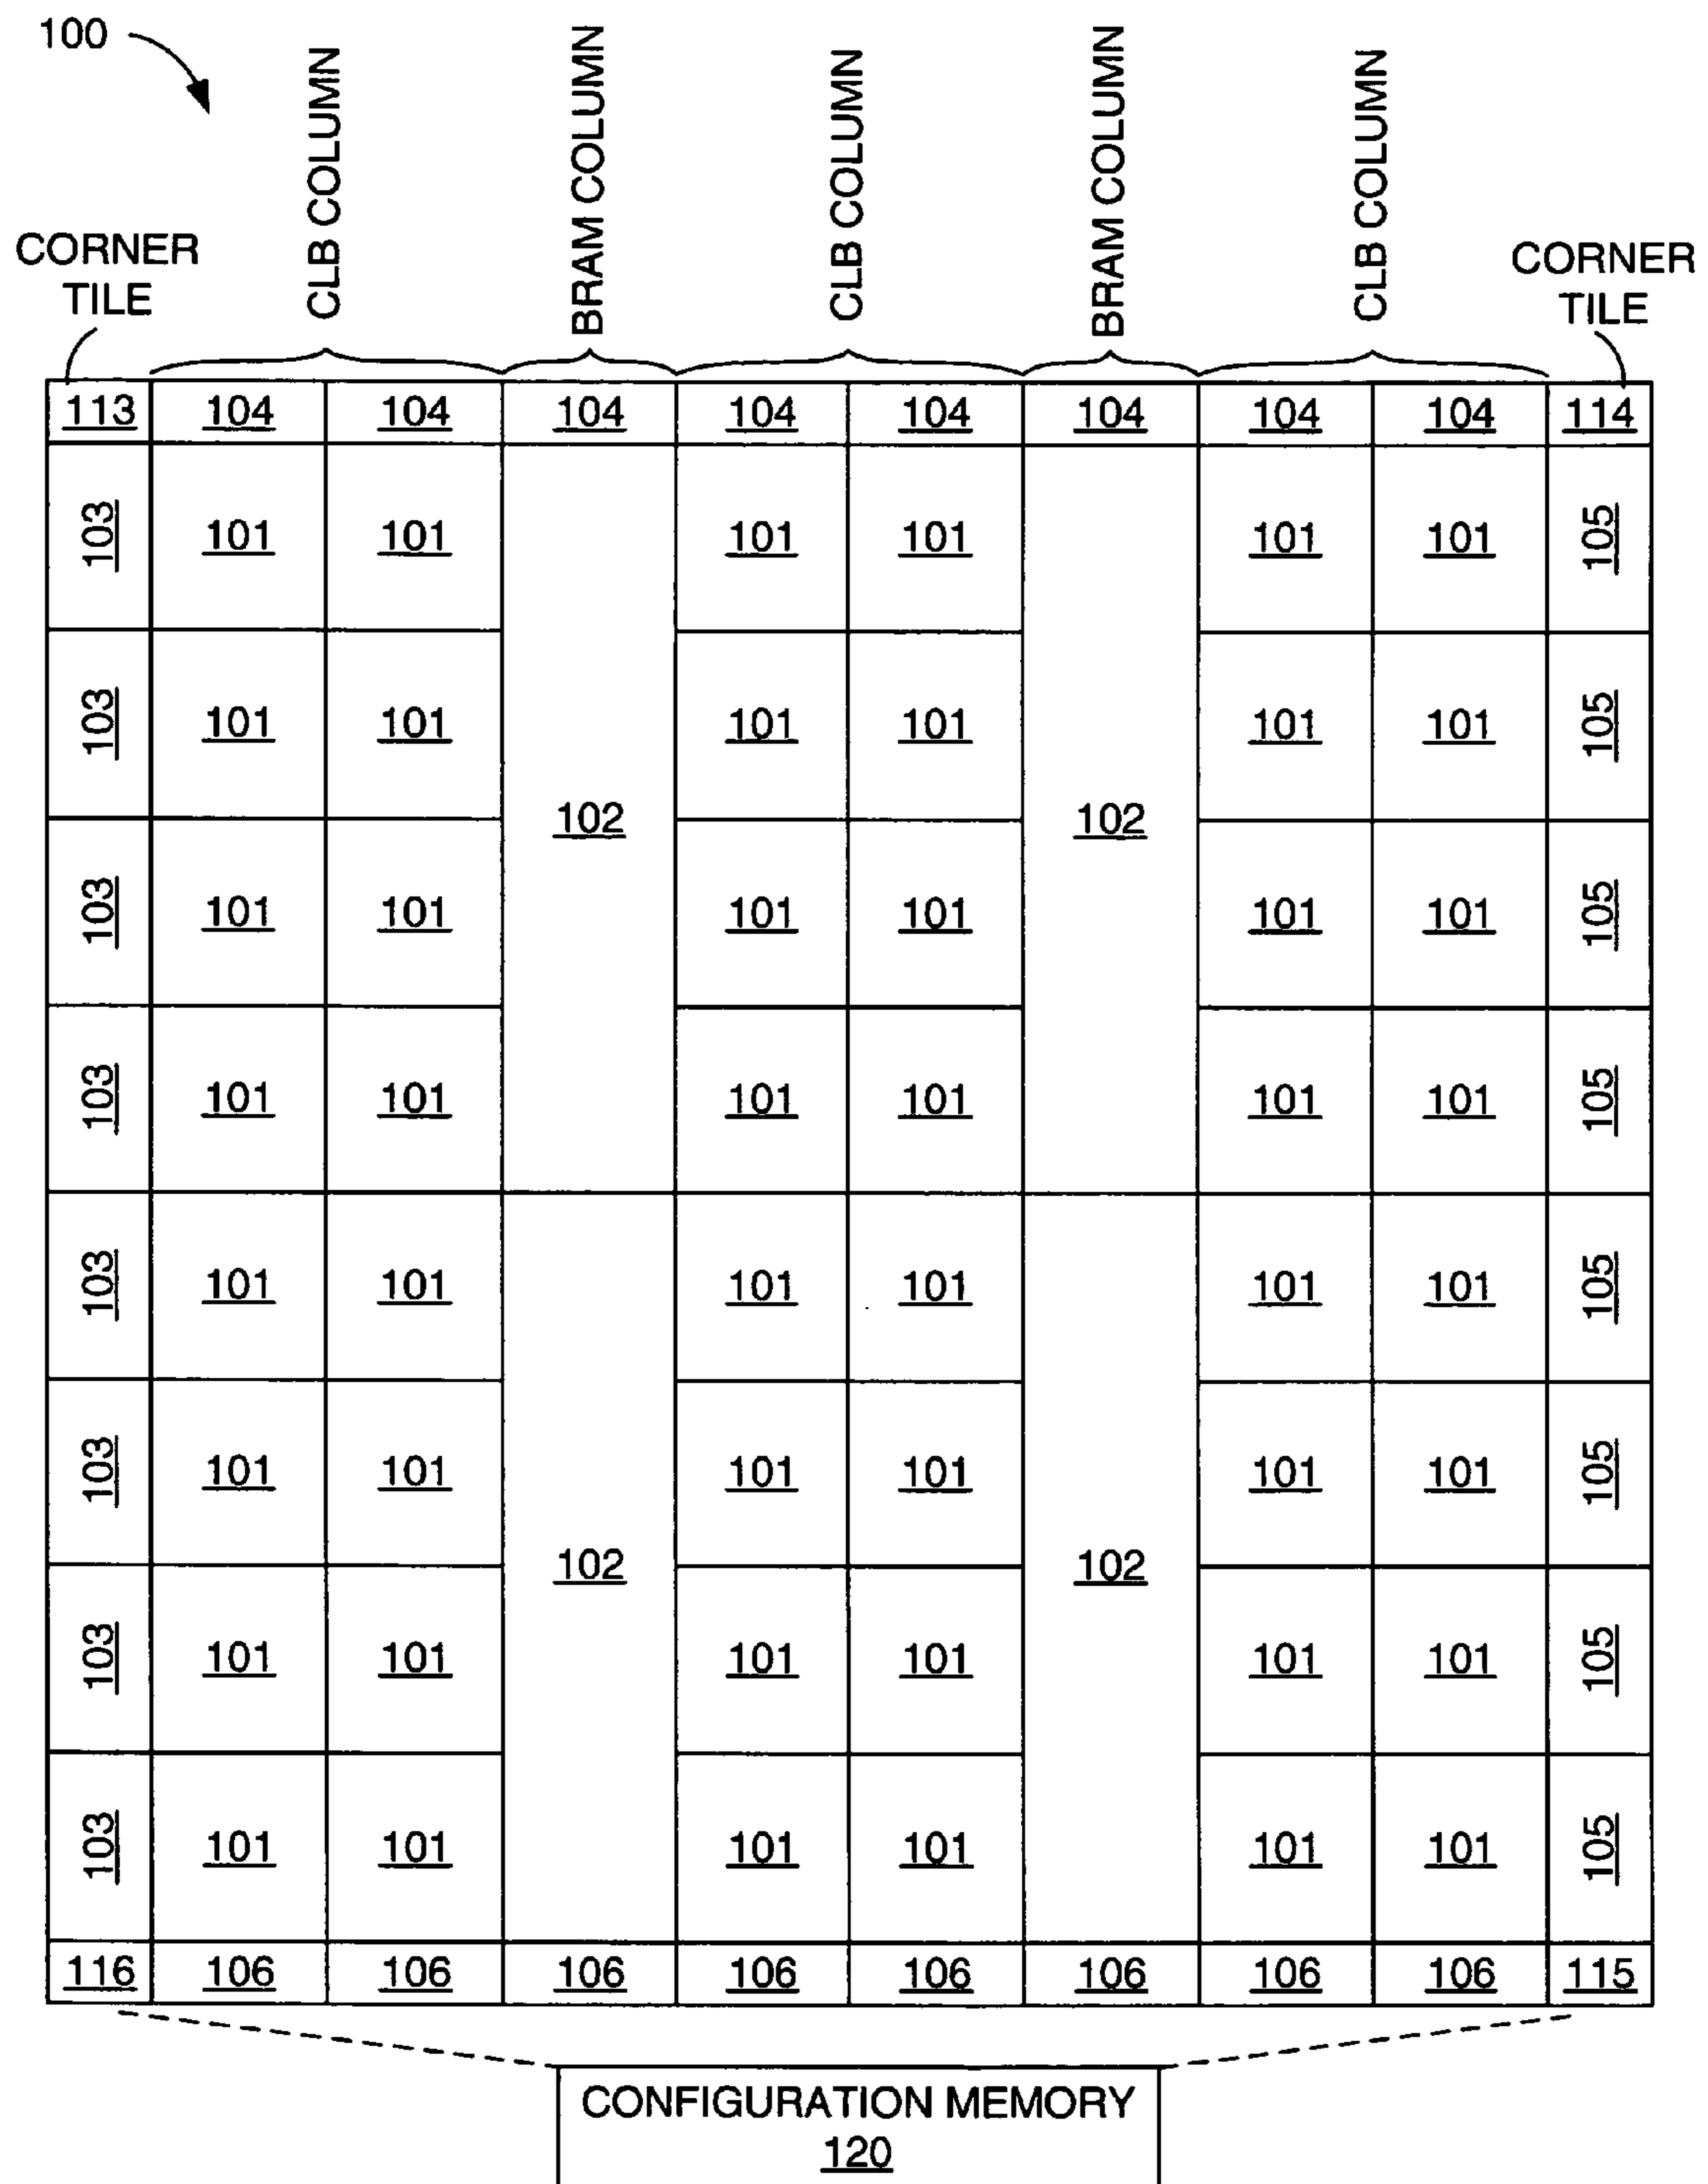 100
CLB COLUMN
BRAM COLUMN
CLB COLUMN
BRAM COLUMN
CLB COLUMN
CORNER
TILE
CORNER
TILE
113 104 104 104 104 104 104 104 104 114
103 101 101 101 101 101 101 105
103 101 101 101 101 101 101 105
102 102
103 101 101 101 101 101 101 105
103 101 101 101 101 101 101 105
103 101 101 101 101 101 101 105
103 101 101 101 101 101 101 105
102 102
103 101 101 101 101 101 101 105
103 101 101 101 101 101 101 105
116 106 106 106 106 106 106 106 106 115
CONFIGURATION MEMORY
120